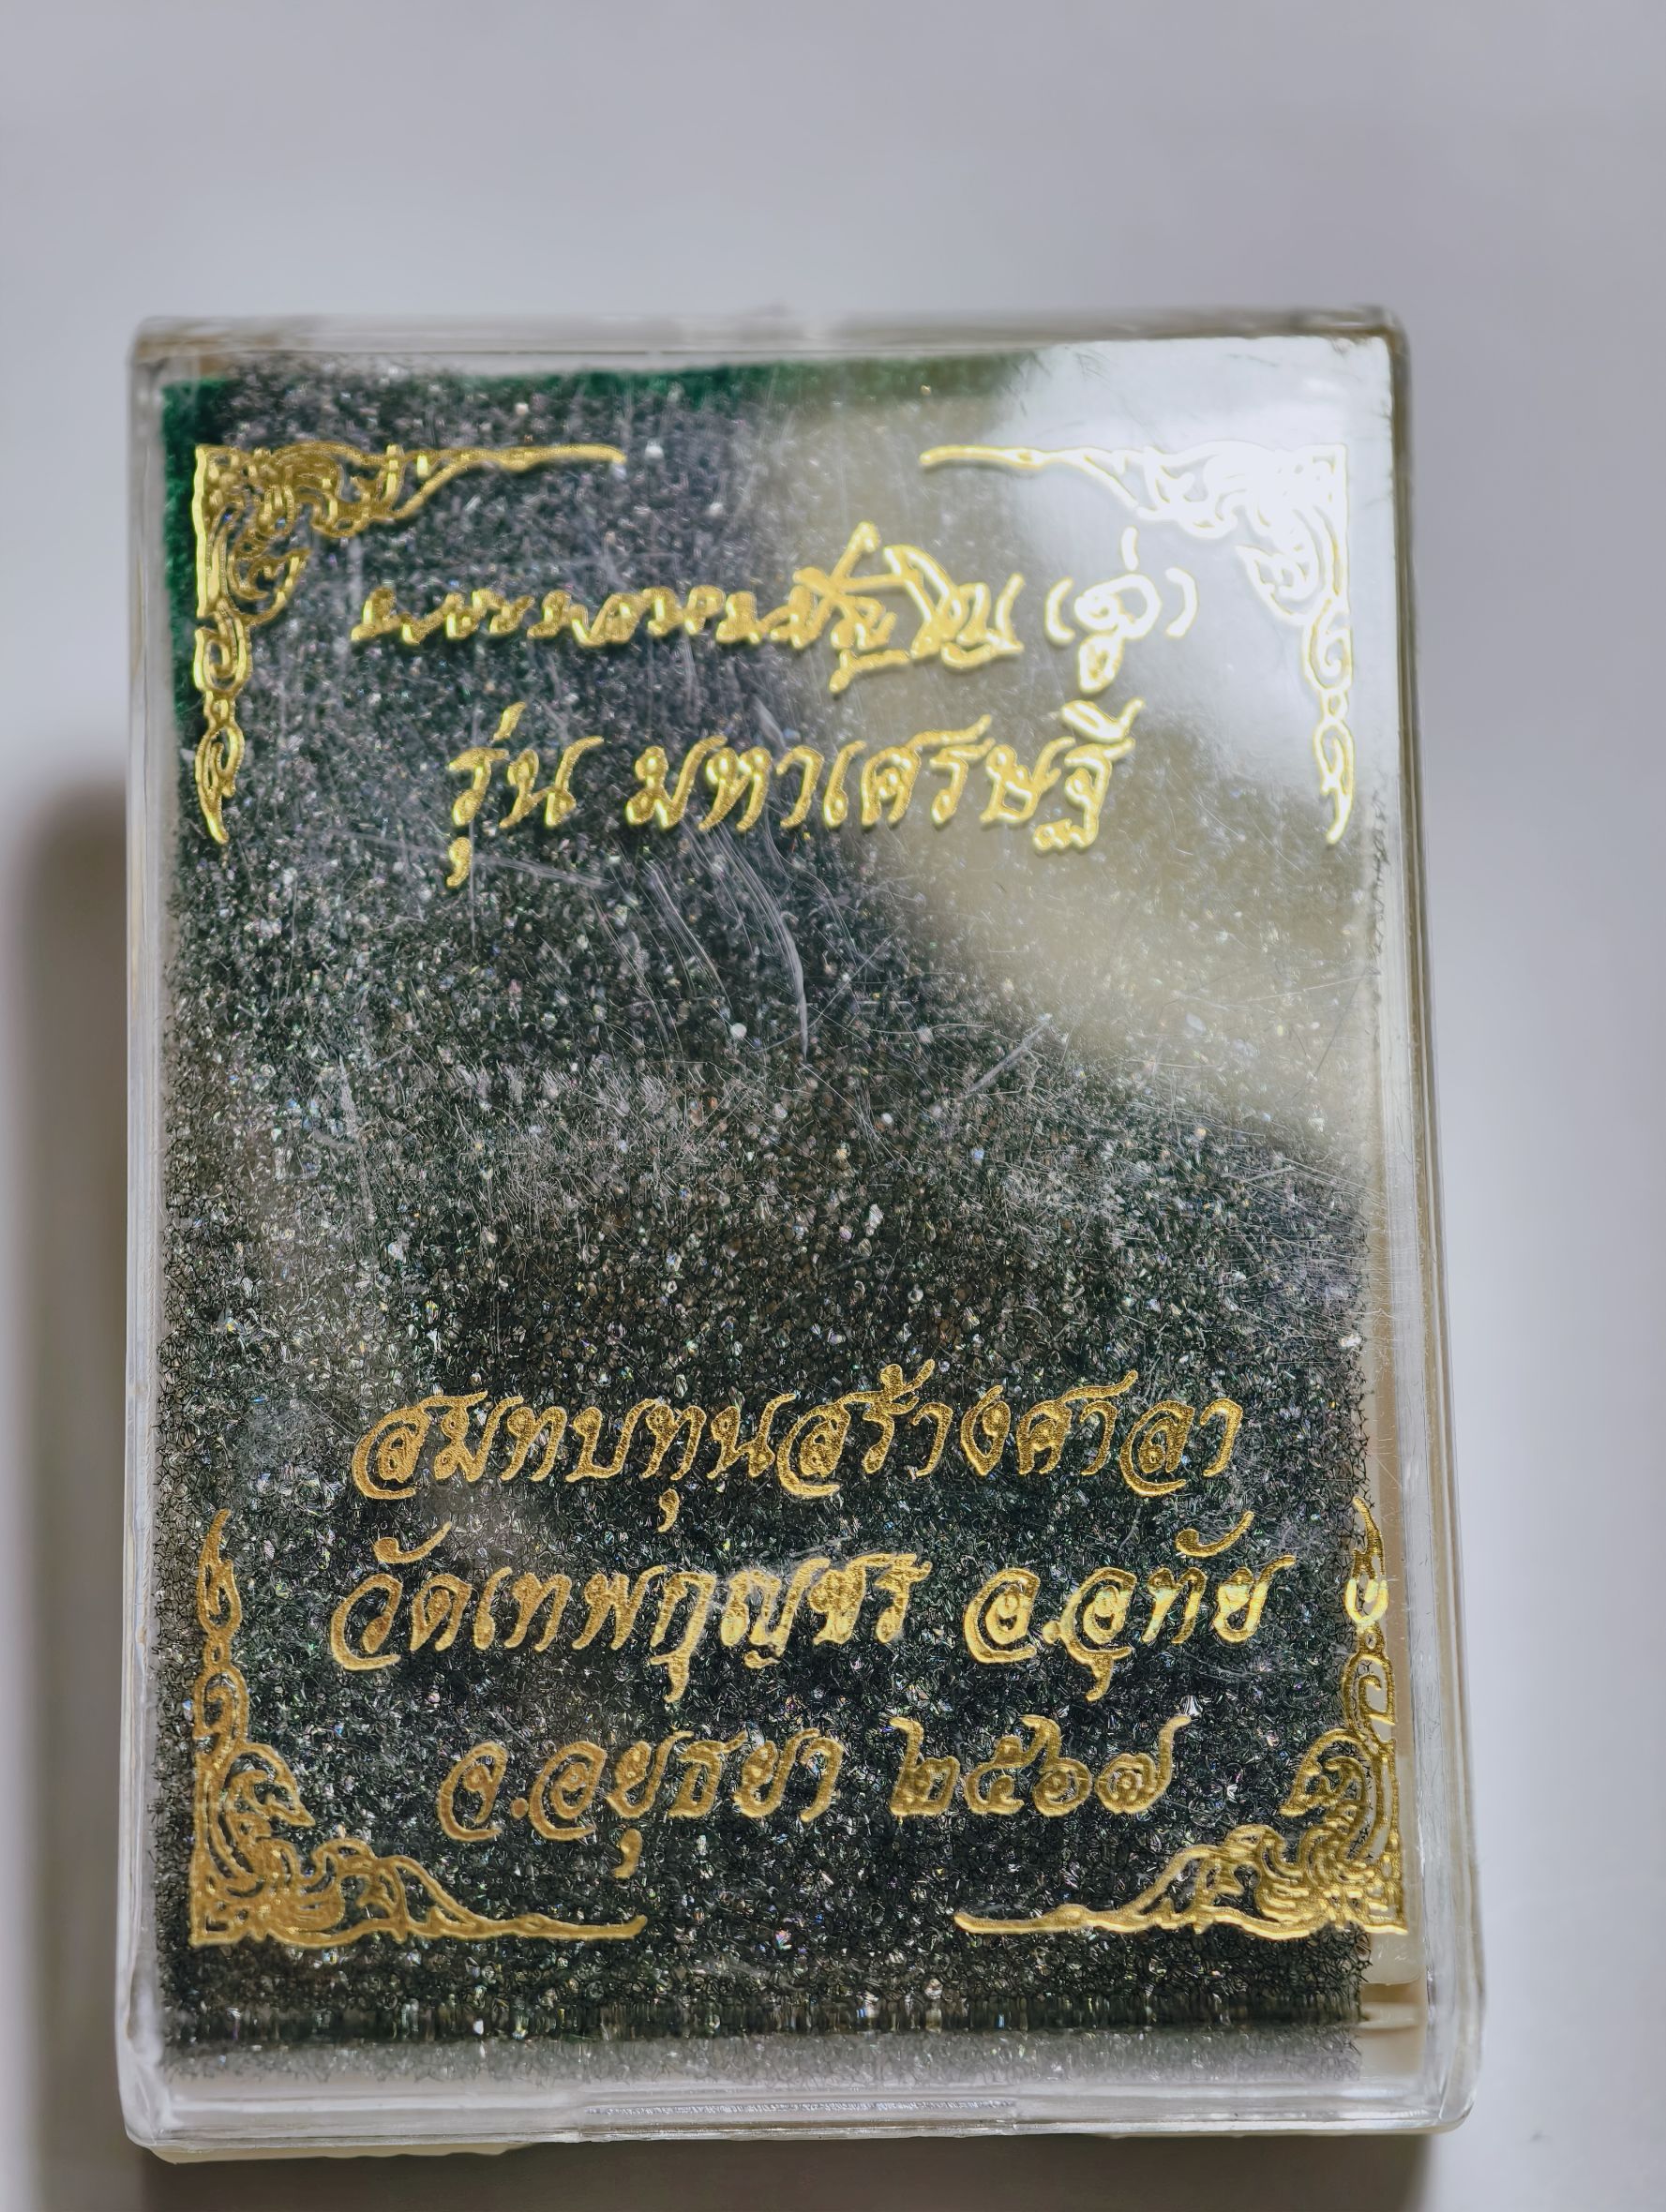 (คู่)
รุ่น มหาเศรษฐี
สมทบทุนสร้างศาลา
วัดเทพกุญชร อ.อุทัย
จ.อยุธยา ๒๕๖๗